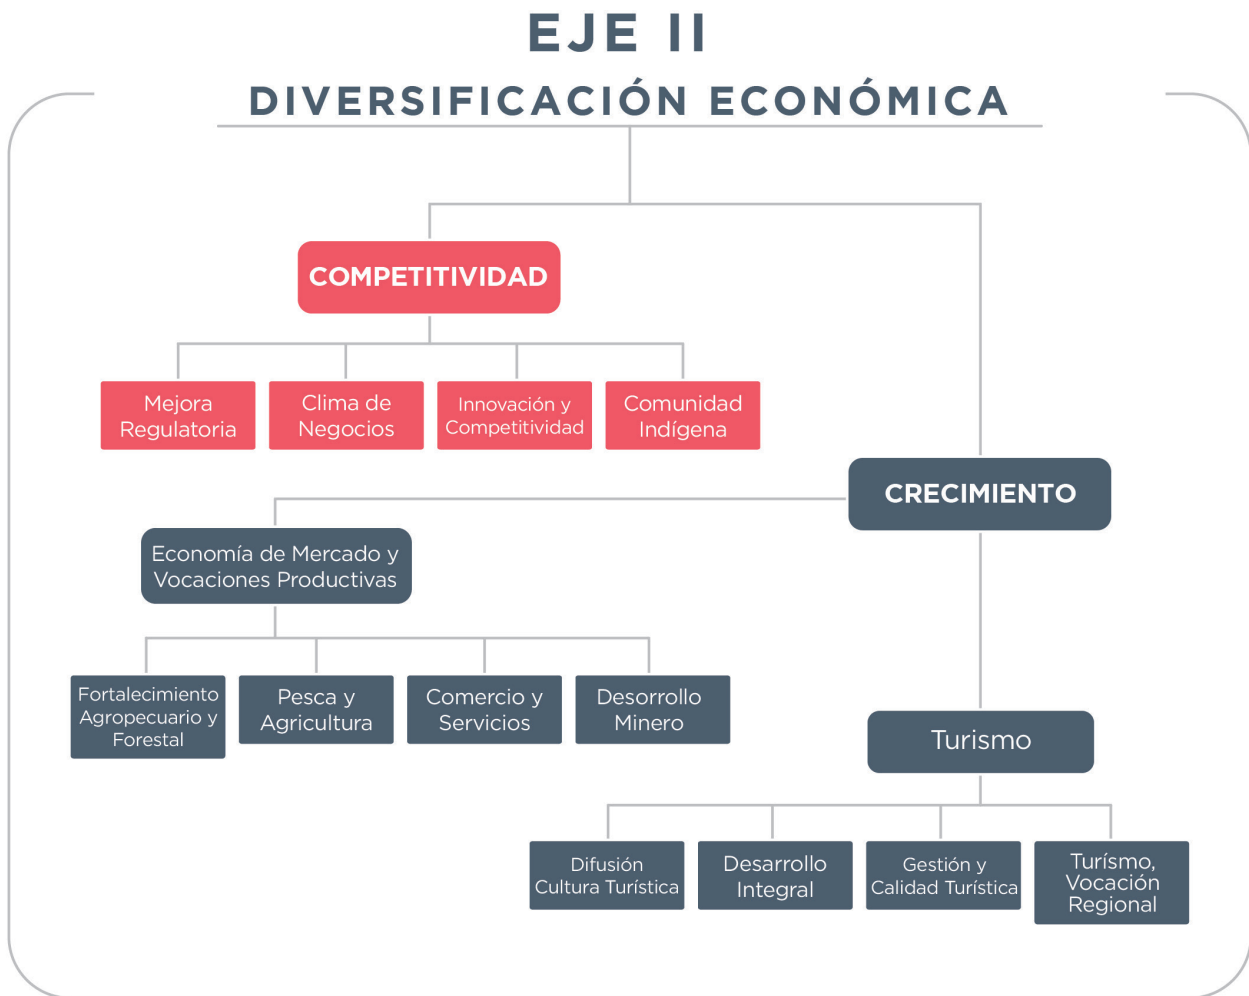 EJE II
DIVERSIFICACIÓN ECONÓMICA
COMPETITIVIDAD
Mejora
Regulatoria
Clima de
Negocios
Innovación y
Competitividad
Comunidad
Indígena
CRECIMIENTO
Economía de Mercado y
Vocaciones Productivas
Fortalecimiento
Agropecuario y
Forestal
Pesca y
Agricultura
Comercio y
Servicios
Desorrollo
Minero
Turismo
Difusión
Cultura Turística
Desarrollo
Integral
Gestión y
Calidad Turística
Turísmo,
Vocación
Regional